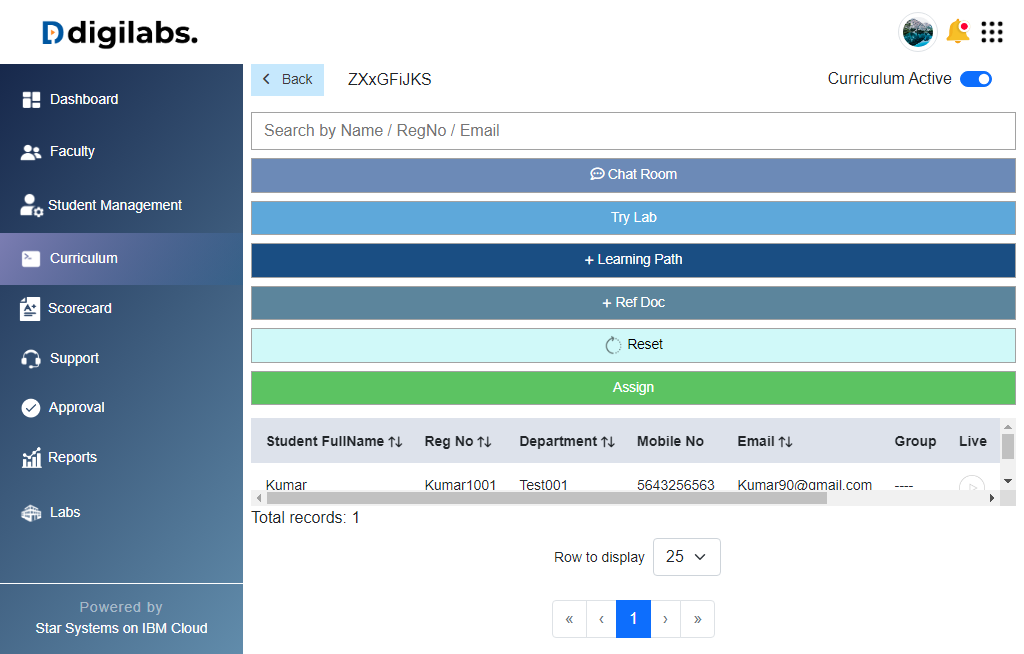 digilabs.
Back
ZXxGFiJKS
Curriculum Active
Dashboard
Faculty
Student Management
Curriculum
Scorecard
Support
Approval
Reports
Labs
Powered by
Star Systems on IBM Cloud
Search by Name / RegNo / Email
Chat Room
Try Lab
+ Learning Path
+ Ref Doc
Reset
Assign
Student FullName Reg No Department Mobile No Email Group Live
Kumar Kumar1001 Test001 5643256563 Kumar90@gmail.com ----
Total records: 1
Row to display 25
« ‹ 1 › »